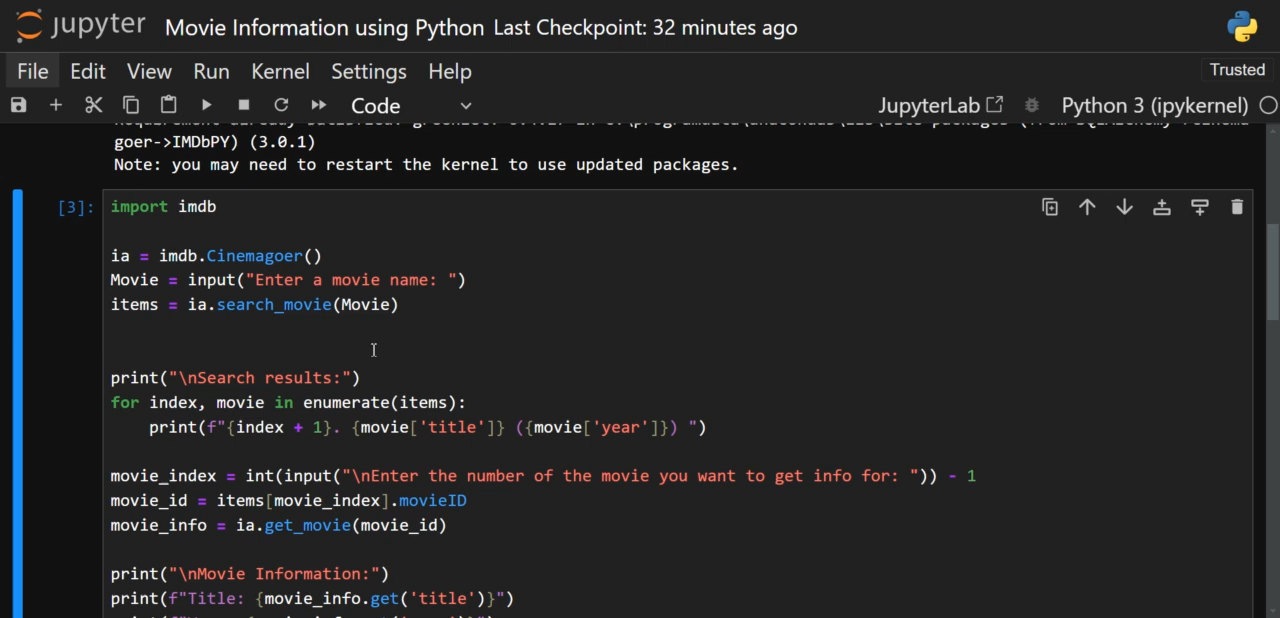 jupyter Movie Information using Python Last Checkpoint: 32 minutes ago
File Edit View Run Kernel Settings Help Trusted
Code JupyterLab Python 3 (ipykernel)
goer->IMDbPY) (3.0.1)
Note: you may need to restart the kernel to use updated packages.
[3]: import imdb
ia = imdb.Cinemagoer()
Movie = input("Enter a movie name: ")
items = ia.search_movie(Movie)
print("\nSearch results:")
for index, movie in enumerate(items):
    print(f"{index + 1}. {movie['title']} ({movie['year']}) ")
movie_index = int(input("\nEnter the number of the movie you want to get info for: ")) - 1
movie_id = items[movie_index].movieID
movie_info = ia.get_movie(movie_id)
print("\nMovie Information:")
print(f"Title: {movie_info.get('title')}")